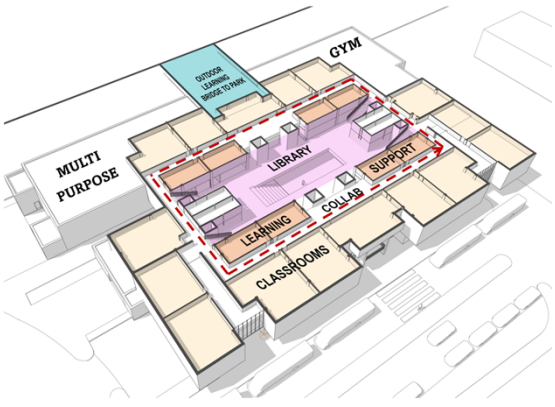 GYM
OUTDOOR
LEARNING
BRIDGE TO PARK
MULTI
PURPOSE
LIBRARY
SUPPORT
COLLAB
LEARNING
CLASSROOMS